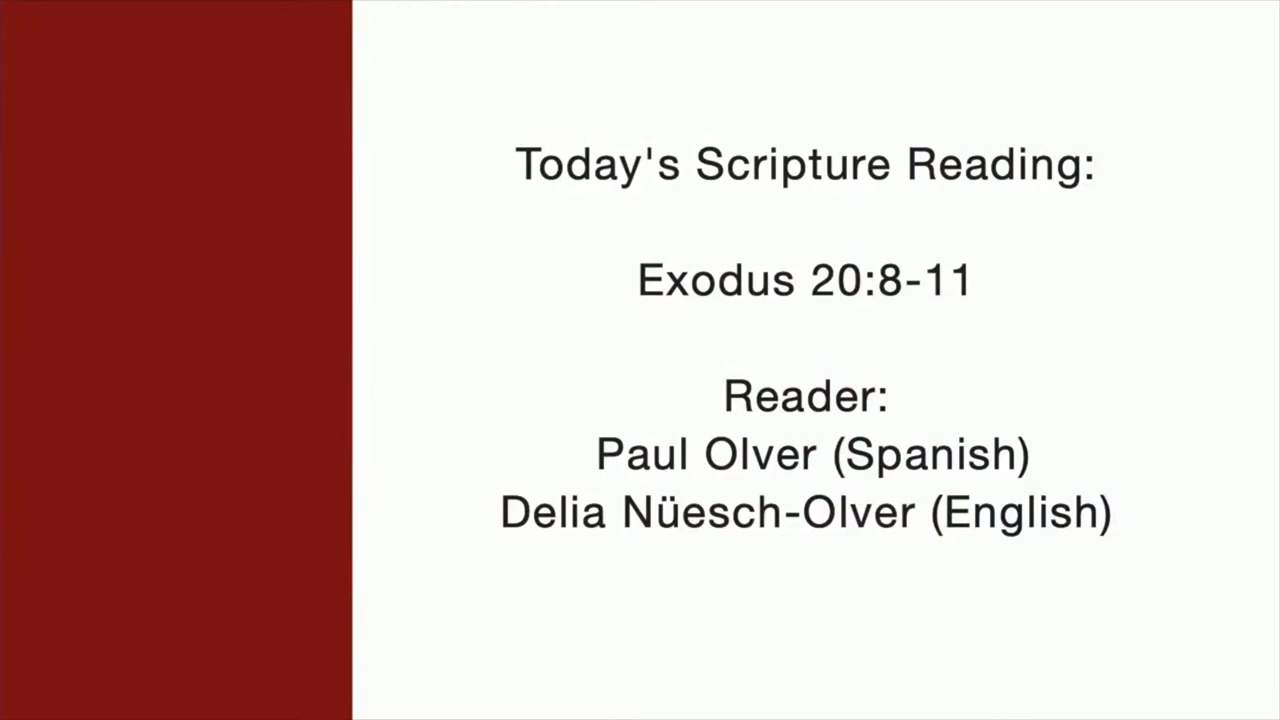 Today's Scripture Reading:
Exodus 20:8-11
Reader:
Paul Olver (Spanish)
Delia Nüesch-Olver (English)